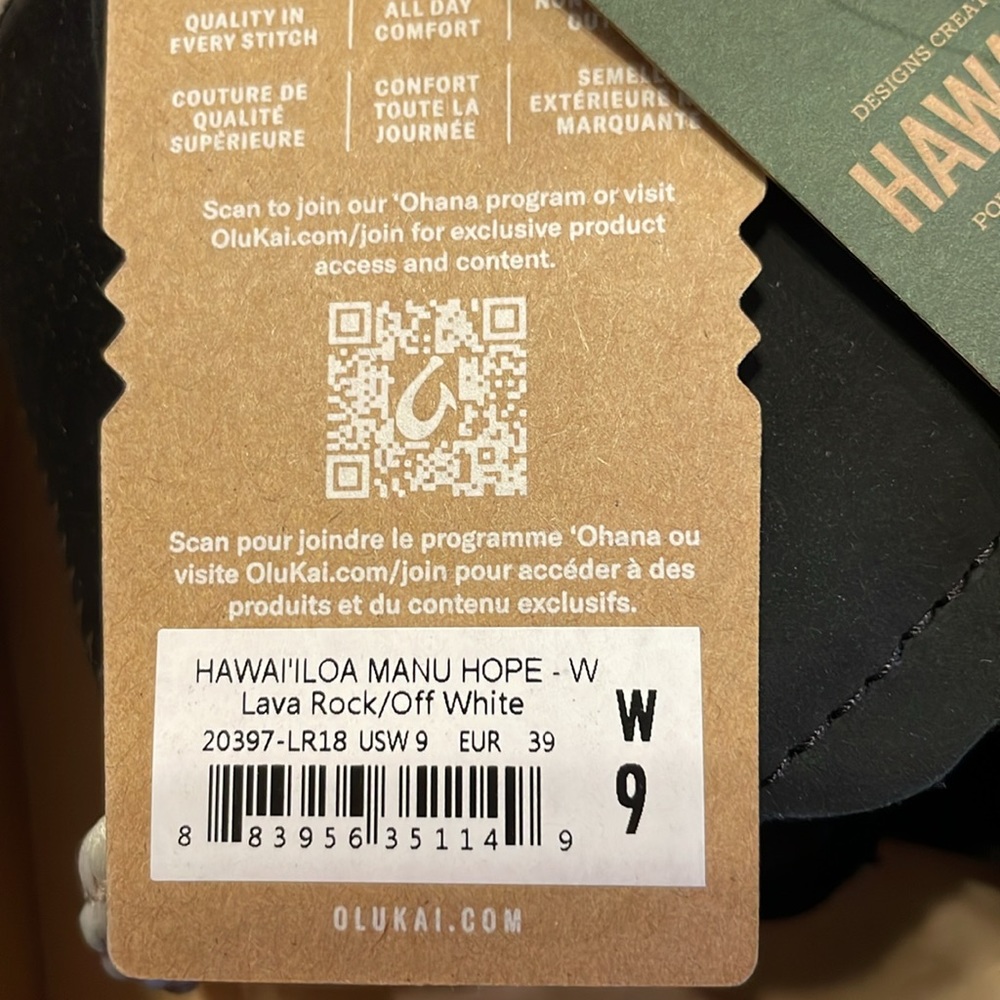 QUALITY IN
EVERY STITCH
ALL DAY
COMFORT
COUTURE DE
QUALITÉ
SUPÉRIEURE
CONFORT
TOUTE LA
JOURNÉE
EXTÉRIEURE
MARQUANTE
Scan to join our ‘Ohana program or visit
OluKai.com/join for exclusive product
access and content.
Scan pour joindre le programme ‘Ohana ou
visite OluKai.com/join pour accéder à des
produits et du contenu exclusifs.
HAWAI'ILOA MANU HOPE - W
Lava Rock/Off White
20397-LR18 USW 9 EUR 39
W
9
8 83956 35114 9
OLUKAI.COM
DESIGNS